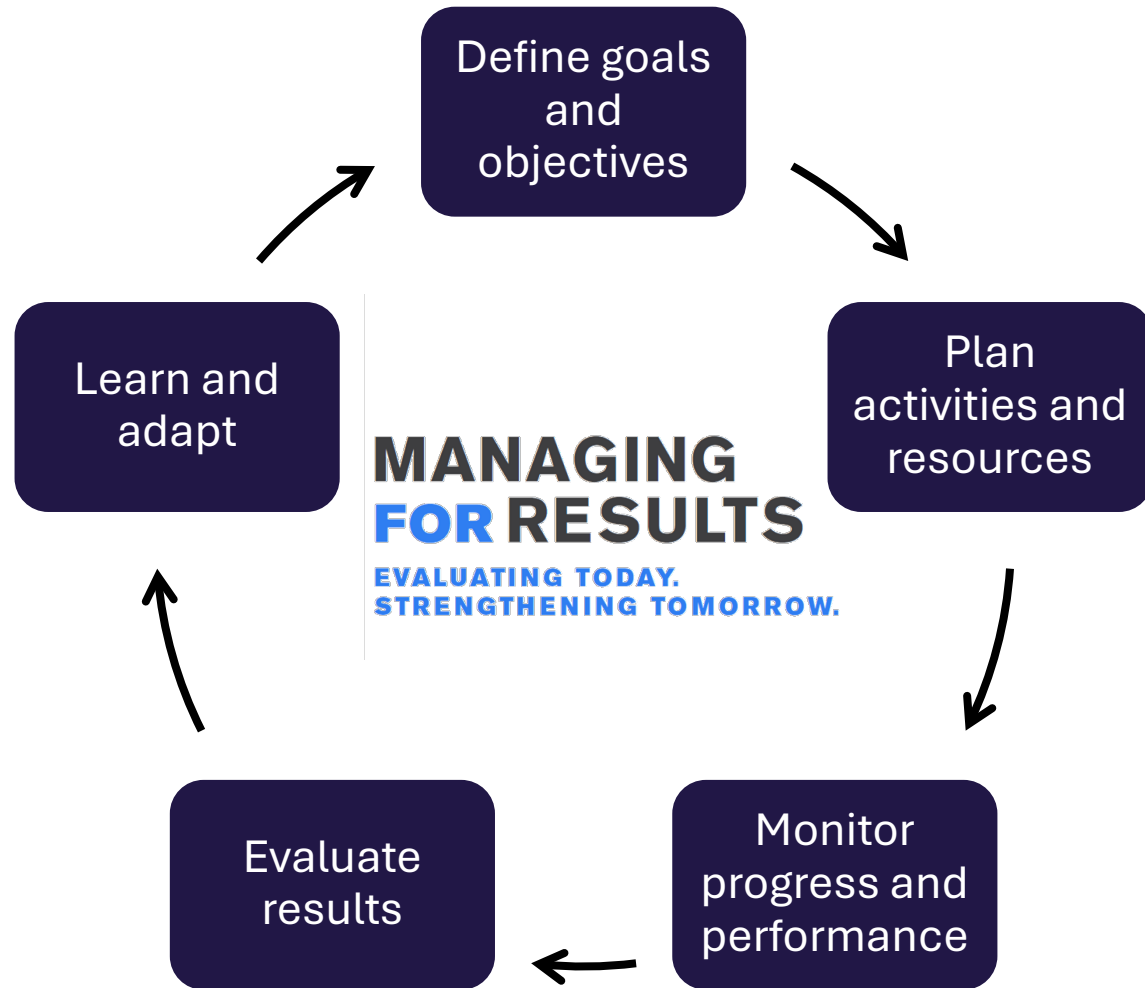 Define goals
and
objectives
Plan
activities and
resources
Monitor
progress and
performance
Evaluate
results
Learn and
adapt
MANAGING
FOR RESULTS
EVALUATING TODAY.
STRENGTHENING TOMORROW.